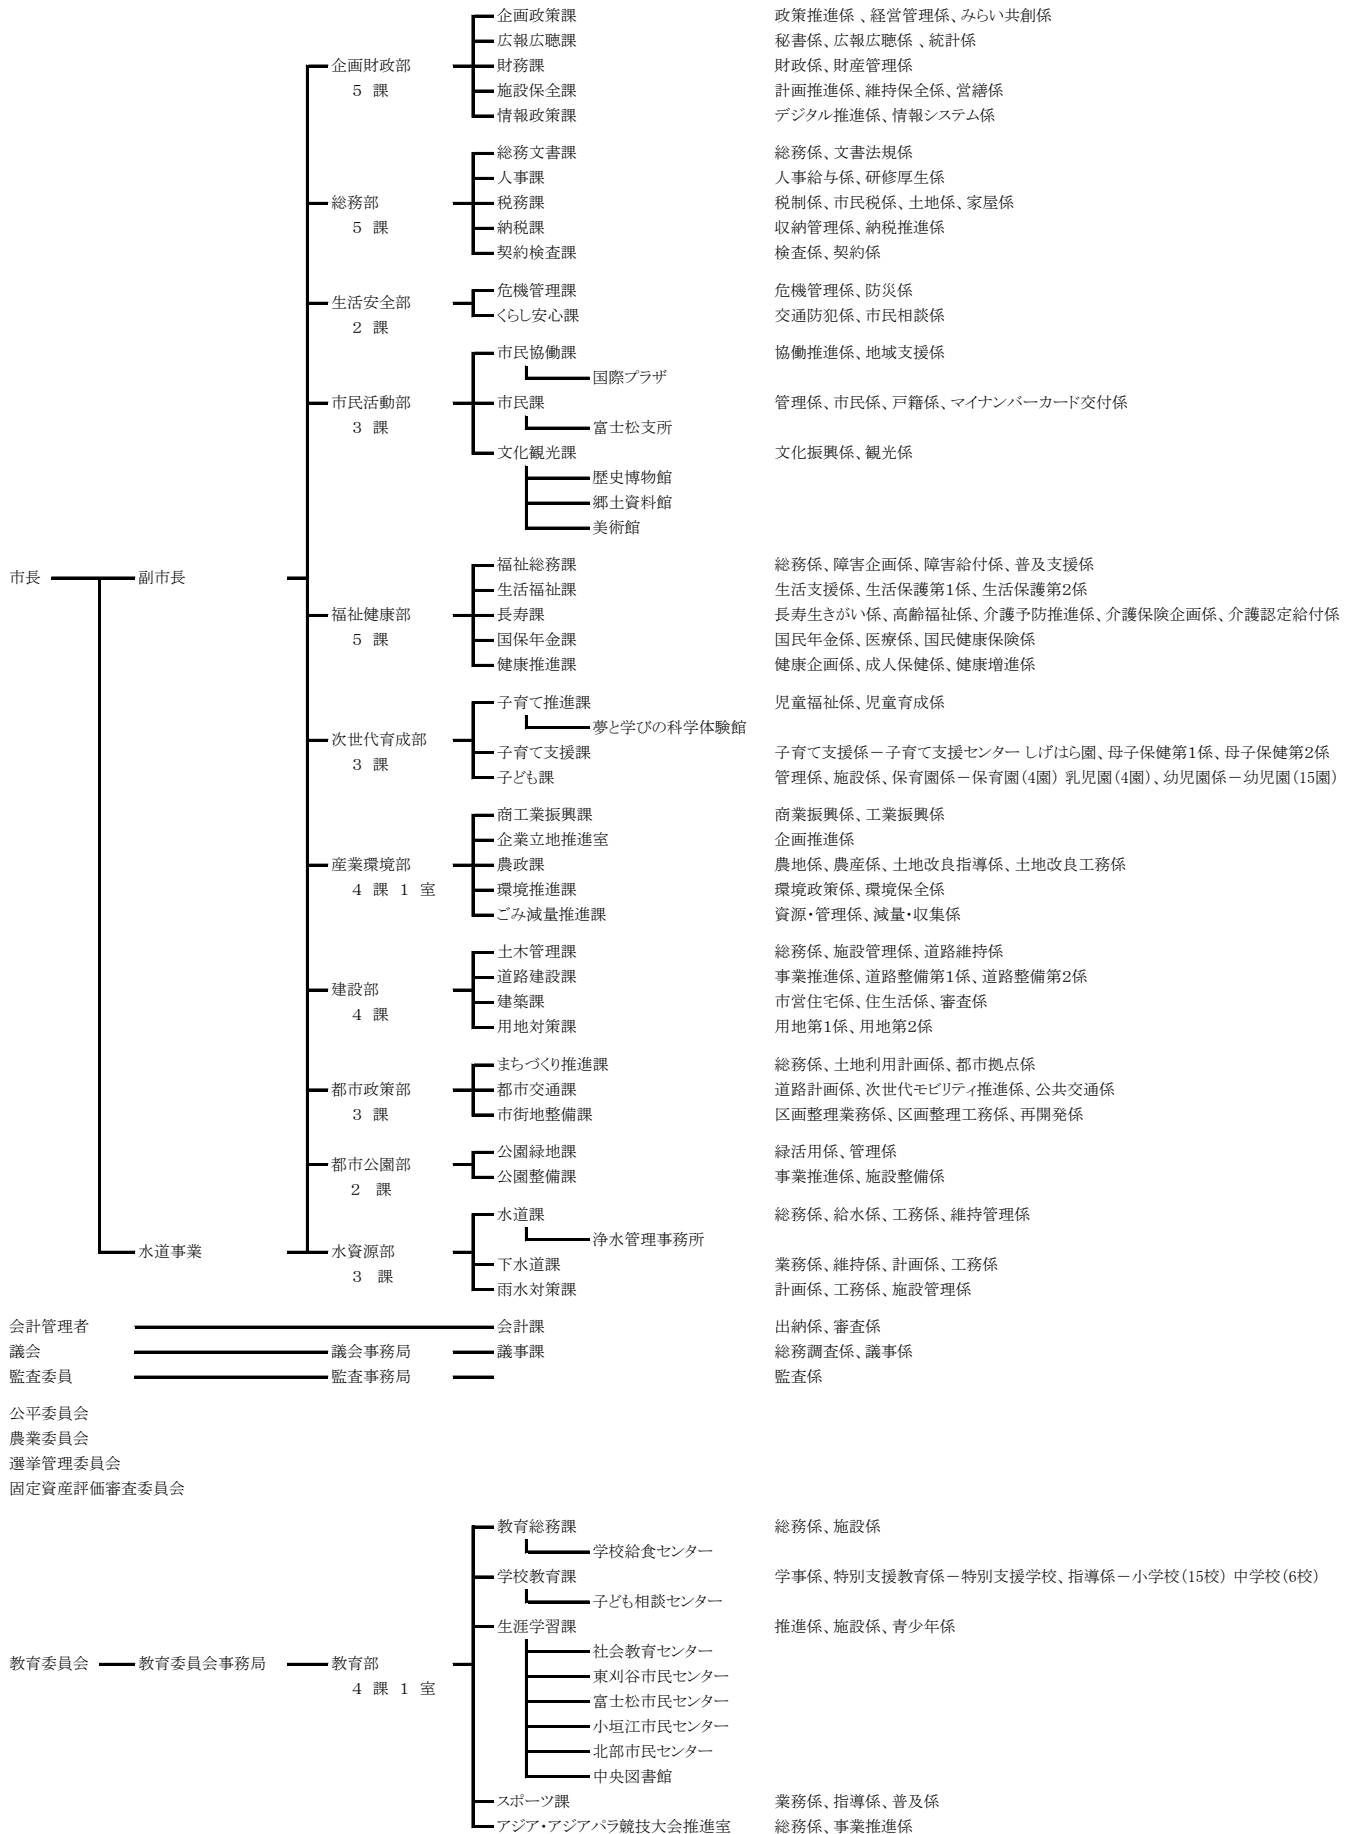 企画政策課 政策推進係 、経営管理係、みらい共創係
広報広聴課 秘書係、広報広聴係 、統計係
企画財政部 財務課 財政係、財産管理係
5 課 施設保全課 計画推進係、維持保全係、営繕係
情報政策課 デジタル推進係、情報システム係
総務文書課 総務係、文書法規係
人事課 人事給与係、研修厚生係
総務部 税務課 税制係、市民税係、土地係、家屋係
5 課 納税課 収納管理係、納税推進係
契約検査課 検査係、契約係
危機管理課 危機管理係、防災係
生活安全部
くらし安心課 交通防犯係、市民相談係
2 課
市民協働課 協働推進係、地域支援係
国際プラザ
市民活動部 市民課 管理係、市民係、戸籍係、マイナンバーカード交付係
3 課 富士松支所
文化観光課 文化振興係、観光係
歴史博物館
郷土資料館
美術館
福祉総務課 総務係、障害企画係、障害給付係、普及支援係
市長 副市長
生活福祉課 生活支援係、生活保護第1係、生活保護第2係
福祉健康部 長寿課 長寿生きがい係、高齢福祉係、介護予防推進係、介護保険企画係、介護認定給付係
5 課 国保年金課 国民年金係、医療係、国民健康保険係
健康推進課 健康企画係、成人保健係、健康増進係
子育て推進課 児童福祉係、児童育成係
夢と学びの科学体験館
次世代育成部
子育て支援課 子育て支援係－子育て支援センター しげはら園、母子保健第1係、母子保健第2係
3 課
子ども課 管理係、施設係、保育園係－保育園(4園) 乳児園(4園)、幼児園係－幼児園(15園)
商工業振興課 商業振興係、工業振興係
企業立地推進室 企画推進係
産業環境部 農政課 農地係、農産係、土地改良指導係、土地改良工務係
4 課 1 室 環境推進課 環境政策係、環境保全係
ごみ減量推進課 資源・管理係、減量・収集係
土木管理課 総務係、施設管理係、道路維持係
道路建設課 事業推進係、道路整備第1係、道路整備第2係
建設部
建築課 市営住宅係、住生活係、審査係
4 課
用地対策課 用地第1係、用地第2係
まちづくり推進課 総務係、土地利用計画係、都市拠点係
都市政策部 都市交通課 道路計画係、次世代モビリティ推進係、公共交通係
3 課 市街地整備課 区画整理業務係、区画整理工務係、再開発係
公園緑地課 緑活用係、管理係
都市公園部
公園整備課 事業推進係、施設整備係
2 課
水道課 総務係、給水係、工務係、維持管理係
浄水管理事務所
水道事業 水資源部
下水道課 業務係、維持係、計画係、工務係
3 課
雨水対策課 計画係、工務係、施設管理係
会計管理者 会計課 出納係、審査係
議会 議会事務局 議事課 総務調査係、議事係
監査委員 監査事務局 監査係
公平委員会
農業委員会
選挙管理委員会
固定資産評価審査委員会
教育総務課 総務係、施設係
学校給食センター
学校教育課 学事係、特別支援教育係－特別支援学校、指導係－小学校(15校) 中学校(6校)
子ども相談センター
生涯学習課 推進係、施設係、青少年係
社会教育センター
教育委員会 教育委員会事務局 教育部
東刈谷市民センター
4 課 1 室
富士松市民センター
小垣江市民センター
北部市民センター
中央図書館
スポーツ課 業務係、指導係、普及係
アジア・アジアパラ競技大会推進室 総務係、事業推進係